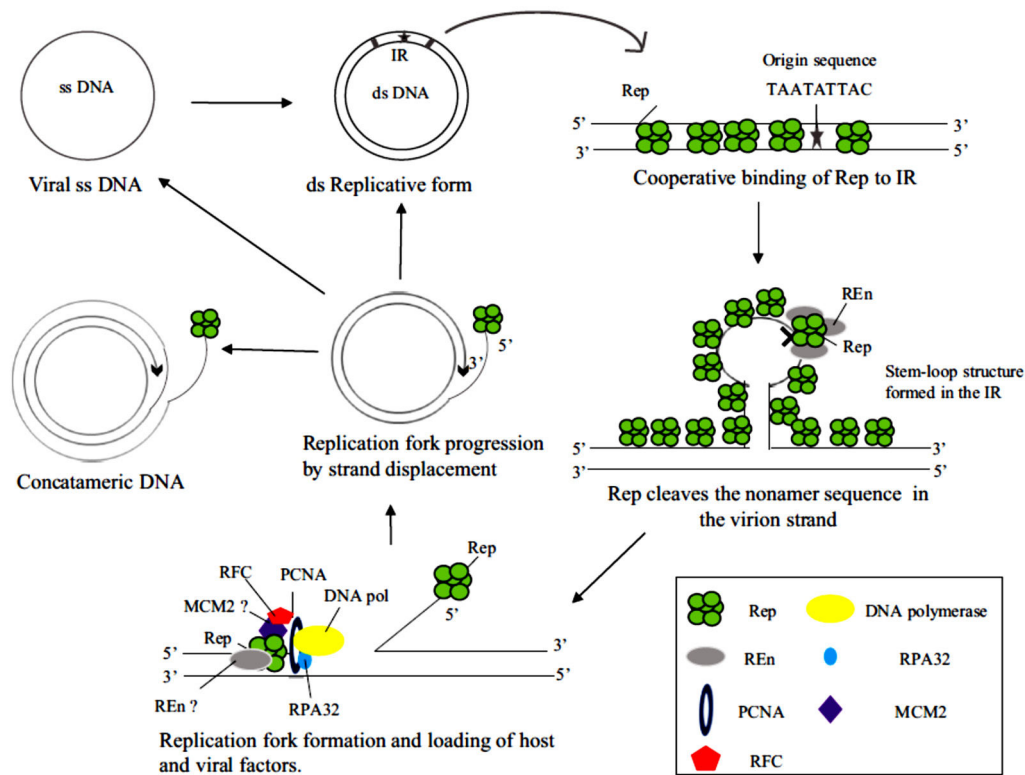 ss DNA
Viral ss DNA
IR
ds DNA
ds Replicative form
Origin sequence
TAATATTAC
Rep
5’
3’
3’
5’
Cooperative binding of Rep to IR
REn
Rep
Stem-loop structure
formed in the IR
5’
3’
3’
5’
Rep cleaves the nonamer sequence in
the virion strand
Concatameric DNA
5’
3’
Replication fork progression
by strand displacement
RFC
PCNA
MCM2 ?
DNA pol
Rep
Rep
5’
5’
3’
3’
5’
REn ?
RPA32
Replication fork formation and loading of host
and viral factors.
Rep
DNA polymerase
REn
RPA32
PCNA
MCM2
RFC